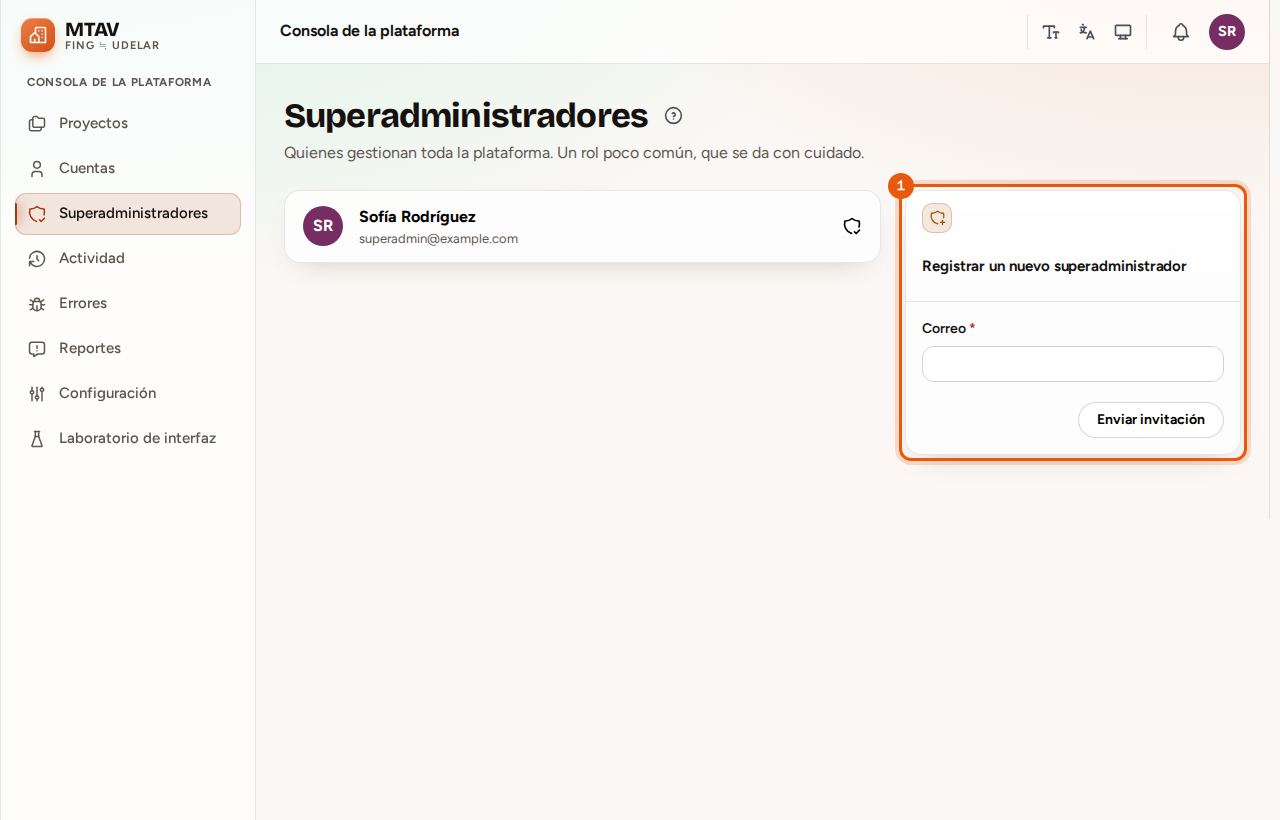 MTAV
FING ≒ UDELAR
CONSOLA DE LA PLATAFORMA
Proyectos
Cuentas
Superadministradores
Actividad
Errores
Reportes
Configuración
Laboratorio de interfaz
Consola de la plataforma
SR
Superadministradores
Quienes gestionan toda la plataforma. Un rol poco común, que se da con cuidado.
SR
Sofía Rodríguez
superadmin@example.com
1
Registrar un nuevo superadministrador
Correo *
Enviar invitación